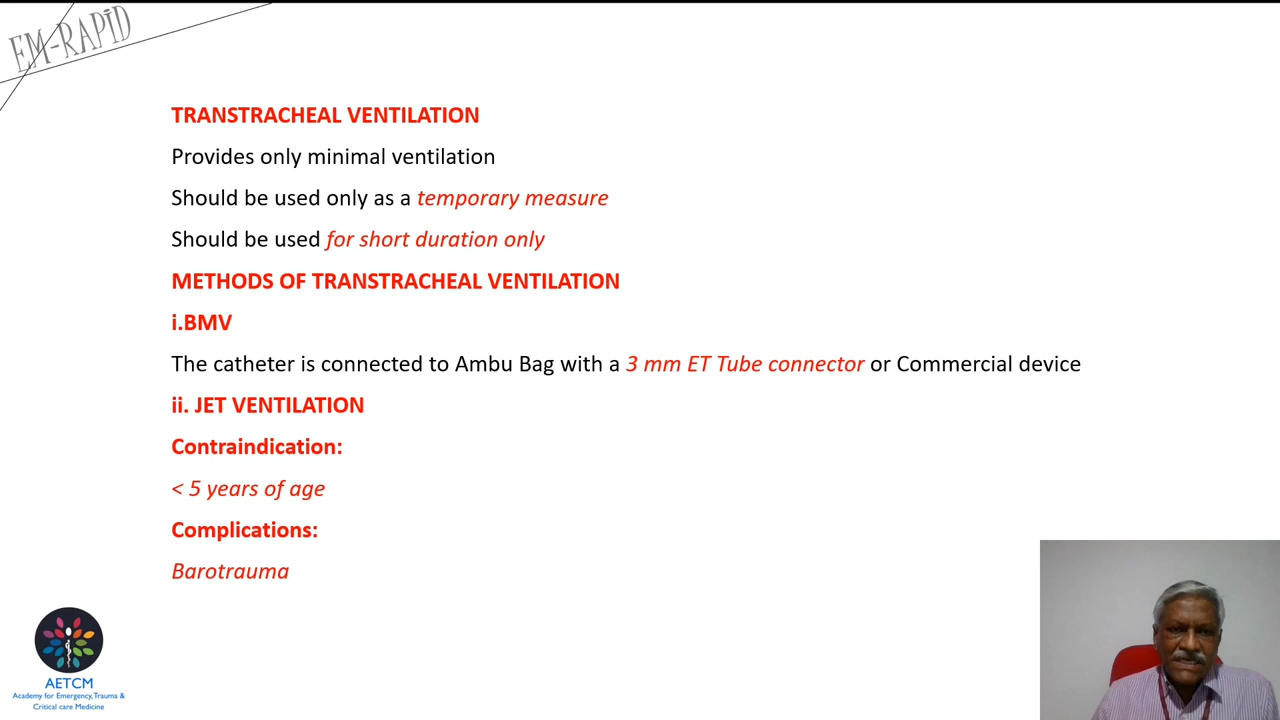 EM-RAPiD
TRANSTRACHEAL VENTILATION
Provides only minimal ventilation
Should be used only as a temporary measure
Should be used for short duration only
METHODS OF TRANSTRACHEAL VENTILATION
i.BMV
The catheter is connected to Ambu Bag with a 3 mm ET Tube connector or Commercial device
ii. JET VENTILATION
Contraindication:
< 5 years of age
Complications:
Barotrauma
AETCM
Academy for Emergency, Trauma &
Critical care Medicine